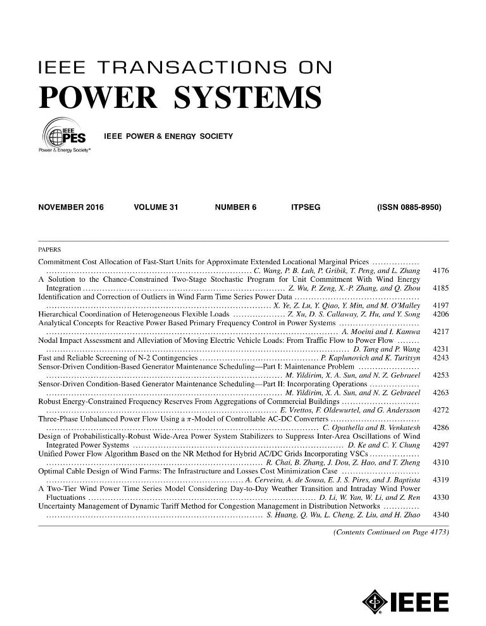 IEEE TRANSACTIONS ON
POWER SYSTEMS
IEEE
PES
Power & Energy Society®
IEEE POWER & ENERGY SOCIETY
NOVEMBER 2016 VOLUME 31 NUMBER 6 ITPSEG (ISSN 0885-8950)
PAPERS
Commitment Cost Allocation of Fast-Start Units for Approximate Extended Locational Marginal Prices ..................
.......... C. Wang, P. B. Luh, P. Gribik, T. Peng, and L. Zhang 4176
A Solution to the Chance-Constrained Two-Stage Stochastic Program for Unit Commitment With Wind Energy
Integration .......... Z. Wu, P. Zeng, X.-P. Zhang, and Q. Zhou 4185
Identification and Correction of Outliers in Wind Farm Time Series Power Data ..........
.......... X. Ye, Z. Lu, Y. Qiao, Y. Min, and M. O'Malley 4197
Hierarchical Coordination of Heterogeneous Flexible Loads .......... Z. Xu, D. S. Callaway, Z. Hu, and Y. Song 4206
Analytical Concepts for Reactive Power Based Primary Frequency Control in Power Systems ..........
.......... A. Moeini and I. Kamwa 4217
Nodal Impact Assessment and Alleviation of Moving Electric Vehicle Loads: From Traffic Flow to Power Flow ........
.......... D. Tang and P. Wang 4231
Fast and Reliable Screening of N-2 Contingencies .......... P. Kaplunovich and K. Turitsyn 4243
Sensor-Driven Condition-Based Generator Maintenance Scheduling—Part I: Maintenance Problem ..........
.......... M. Yildirim, X. A. Sun, and N. Z. Gebraeel 4253
Sensor-Driven Condition-Based Generator Maintenance Scheduling—Part II: Incorporating Operations ..........
.......... M. Yildirim, X. A. Sun, and N. Z. Gebraeel 4263
Robust Energy-Constrained Frequency Reserves From Aggregations of Commercial Buildings ..........
.......... E. Vrettos, F. Oldewurtel, and G. Andersson 4272
Three-Phase Unbalanced Power Flow Using a π-Model of Controllable AC-DC Converters ..........
.......... C. Opathella and B. Venkatesh 4286
Design of Probabilistically-Robust Wide-Area Power System Stabilizers to Suppress Inter-Area Oscillations of Wind
Integrated Power Systems .......... D. Ke and C. Y. Chung 4297
Unified Power Flow Algorithm Based on the NR Method for Hybrid AC/DC Grids Incorporating VSCs ..........
.......... R. Chai, B. Zhang, J. Dou, Z. Hao, and T. Zheng 4310
Optimal Cable Design of Wind Farms: The Infrastructure and Losses Cost Minimization Case ..........
.......... A. Cerveira, A. de Sousa, E. J. S. Pires, and J. Baptista 4319
A Two-Tier Wind Power Time Series Model Considering Day-to-Day Weather Transition and Intraday Wind Power
Fluctuations .......... D. Li, W. Yan, W. Li, and Z. Ren 4330
Uncertainty Management of Dynamic Tariff Method for Congestion Management in Distribution Networks ..........
.......... S. Huang, Q. Wu, L. Cheng, Z. Liu, and H. Zhao 4340
(Contents Continued on Page 4173)
IEEE